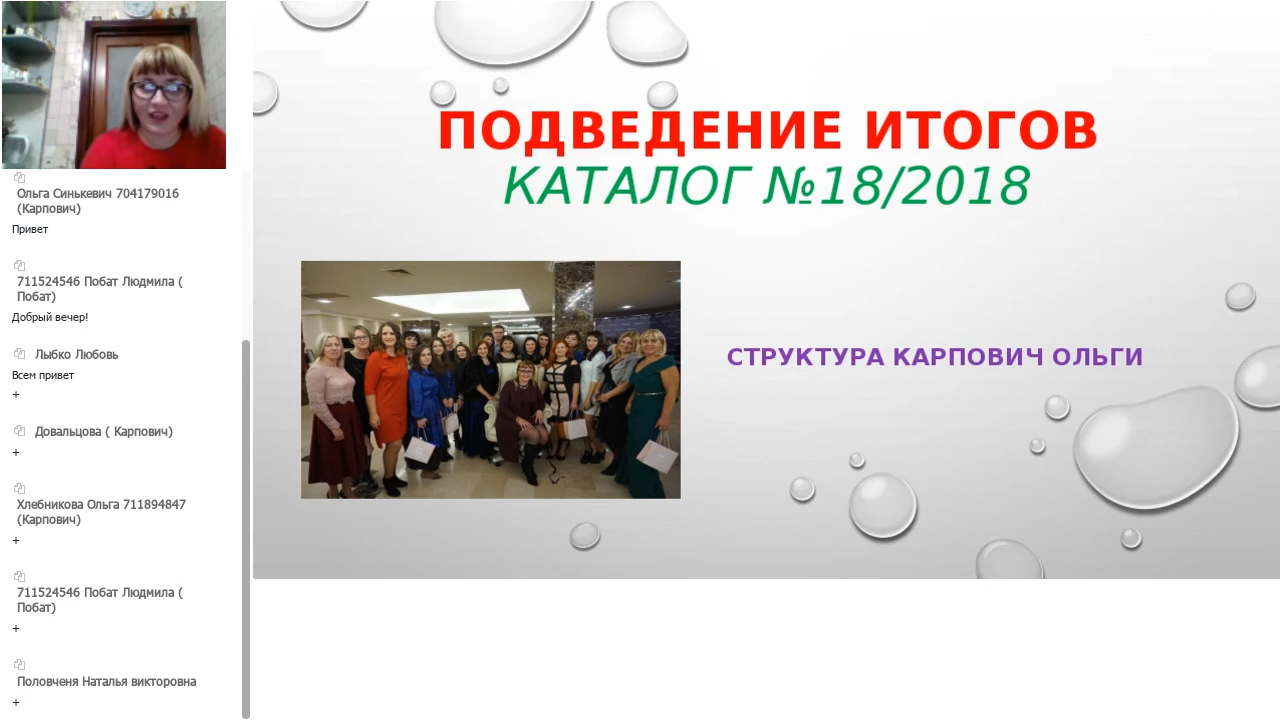 Ольга Синькевич 704179016
(Карпович)
Привет
711524546 Побат Людмила (
Побат)
Добрый вечер!
Лыбко Любовь
Всем привет
+
Довальцова ( Карпович)
+
Хлебникова Ольга 711894847
(Карпович)
+
711524546 Побат Людмила (
Побат)
+
Половченя Наталья викторовна
+
ПОДВЕДЕНИЕ ИТОГОВ
КАТАЛОГ №18/2018
СТРУКТУРА КАРПОВИЧ ОЛЬГИ